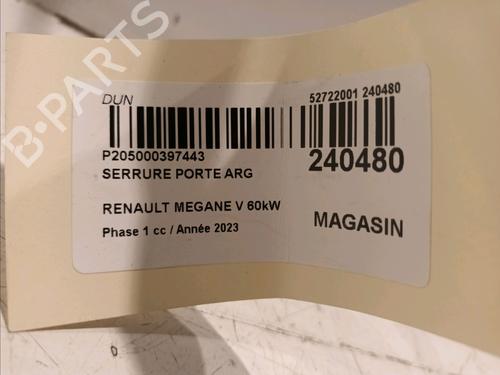 B-PARTS
DUN
52722001 240480
P205000397443
240480
SERRURE PORTE ARG
RENAULT MEGANE V 60kW
MAGASIN
Phase 1 cc / Année 2023